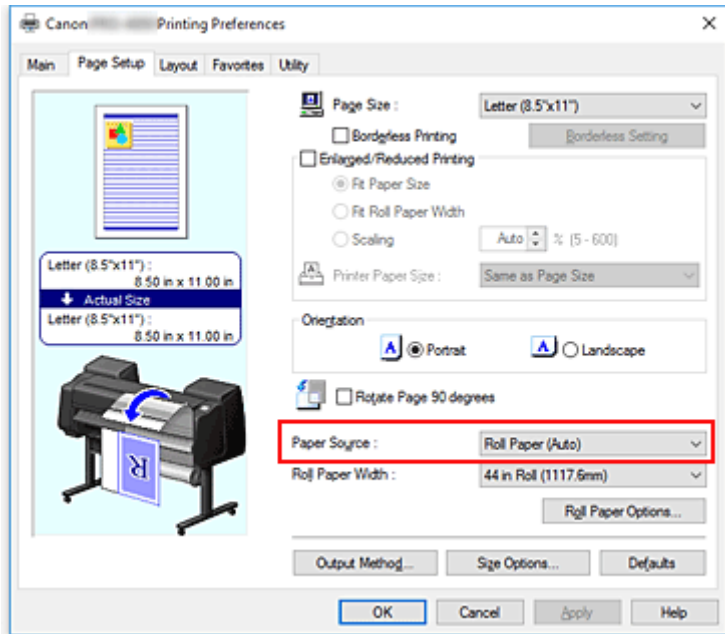 Canon Printing Preferences
Main Page Setup Layout Favorites Utility
Page Size : Letter (8.5"x11")
Borderless Printing Borderless Setting
Enlarged/Reduced Printing
Fit Paper Size
Fit Roll Paper Width
Scaling Auto % (5 - 600)
Printer Paper Size : Same as Page Size
Letter (8.5"x11") :
8.50 in x 11.00 in
Actual Size
Letter (8.5"x11") :
8.50 in x 11.00 in
Orientation
A Portrait A Landscape
Rotate Page 90 degrees
Paper Source : Roll Paper (Auto)
Roll Paper Width : 44 in Roll (1117.6mm)
Roll Paper Options...
R
Output Method... Size Options... Defaults
OK Cancel Apply Help